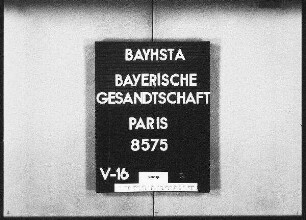 BAYHSTA
BAYERISCHE
GESANDTSCHAFT
PARIS
8575
V-16